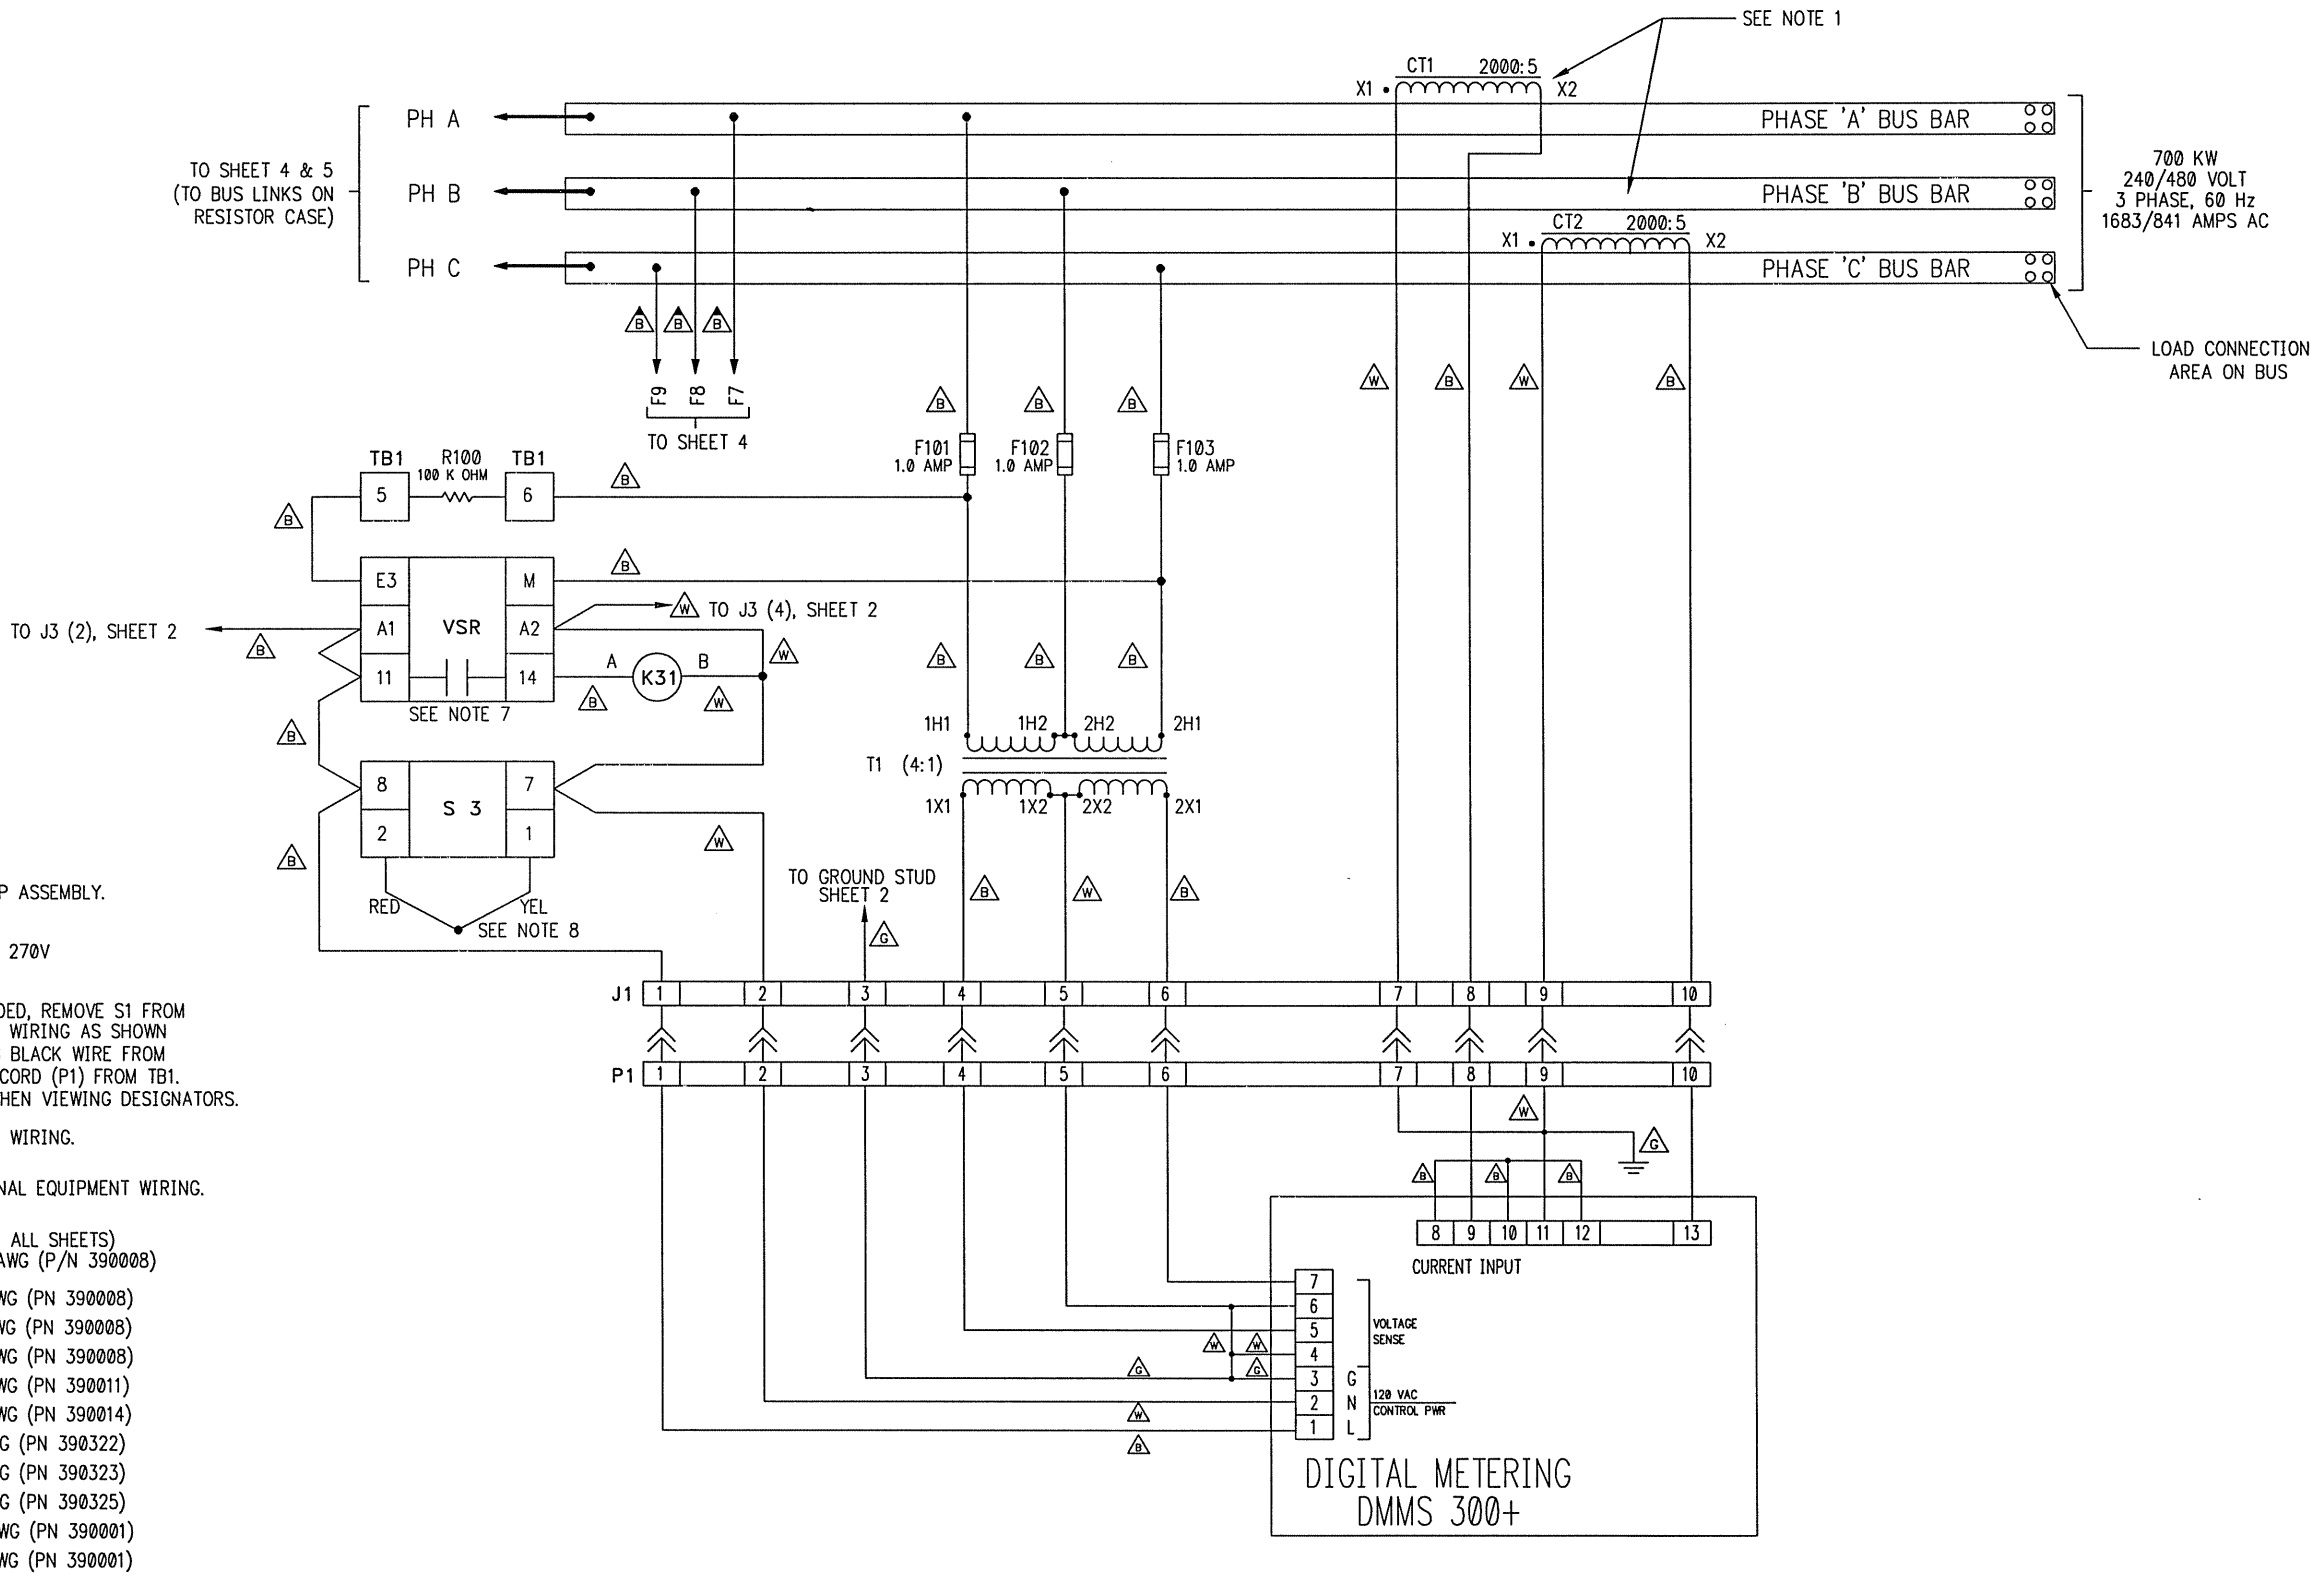 SEE NOTE 1
CT1 2000:5
X1 X2
PH A
PHASE 'A' BUS BAR
TO SHEET 4 & 5
(TO BUS LINKS ON
RESISTOR CASE)
PH B
PHASE 'B' BUS BAR
700 KW
240/480 VOLT
3 PHASE, 60 Hz
1683/841 AMPS AC
CT2 2000:5
X1 X2
PH C
PHASE 'C' BUS BAR
B B B
LOAD CONNECTION
AREA ON BUS
W B W B
F9 F8 F7
TO SHEET 4
B B B
F101
1.0 AMP
F102
1.0 AMP
F103
1.0 AMP
TB1 R100 TB1
100 K OHM
5 6
B
B
E3 M
B
W TO J3 (4), SHEET 2
TO J3 (2), SHEET 2
B
A1 VSR A2
W
11 14
A K31 B
B W
SEE NOTE 7
B
B B B
1H1 1H2 2H2 2H1
T1 (4:1)
1X1 1X2 2X2 2X1
8 7
S 3
2 1
W
B
RED YEL
SEE NOTE 8
TO GROUND STUD
SHEET 2
G
B W B
P ASSEMBLY.
270V
DED, REMOVE S1 FROM
WIRING AS SHOWN
BLACK WIRE FROM
CORD (P1) FROM TB1.
HEN VIEWING DESIGNATORS.
WIRING.
NAL EQUIPMENT WIRING.
ALL SHEETS)
AWG (P/N 390008)
WG (PN 390008)
WG (PN 390008)
WG (PN 390008)
WG (PN 390011)
WG (PN 390014)
G (PN 390322)
G (PN 390323)
G (PN 390325)
WG (PN 390001)
WG (PN 390001)
J1 1 2 3 4 5 6 7 8 9 10
P1 1 2 3 4 5 6 7 8 9 10
W
G
B B B
8 9 10 11 12 13
CURRENT INPUT
7
6
5
4
3 G
2 N
1 L
VOLTAGE
SENSE
W W
G G
120 VAC
CONTROL PWR
W
B
DIGITAL METERING
DMMS 300+